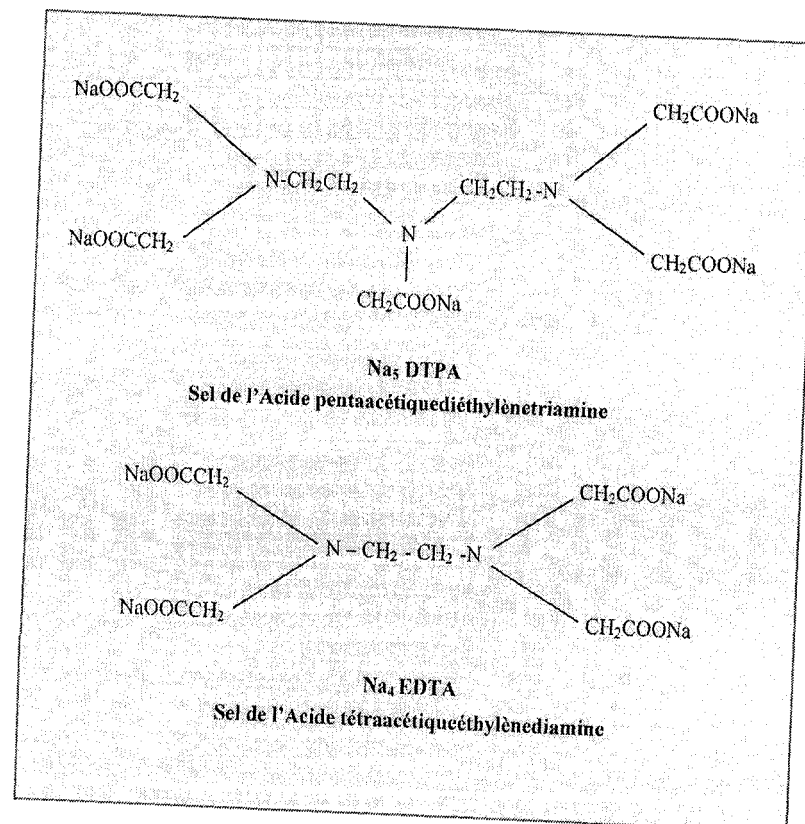 NaOOCCH₂ CH₂COONa
N-CH₂CH₂ CH₂CH₂-N
NaOOCCH₂ N CH₂COONa
CH₂COONa
Na₅ DTPA
Sel de l'Acide pentaacétiquediéthylènetriamine
NaOOCCH₂ CH₂COONa
N – CH₂ - CH₂ -N
NaOOCCH₂ CH₂COONa
Na₄ EDTA
Sel de l'Acide tétraacétiqueéthylènediamine